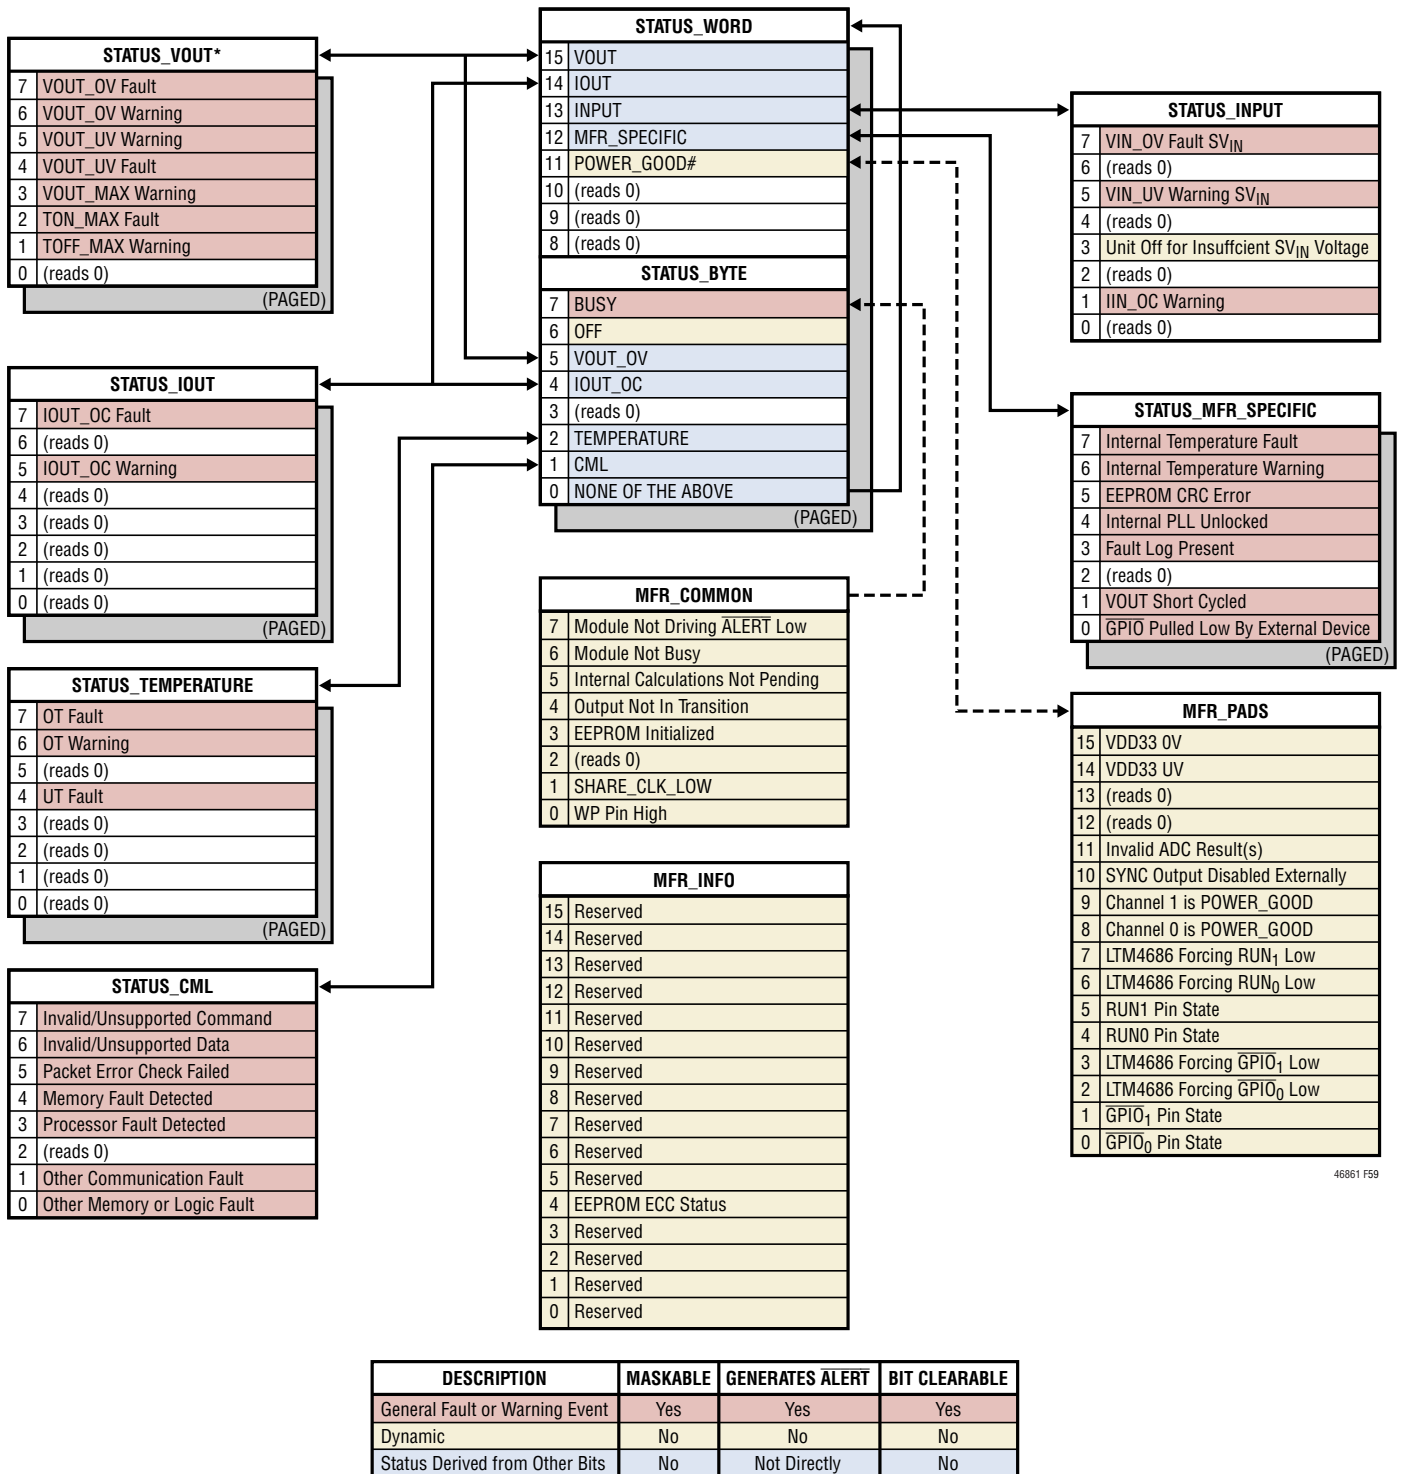 STATUS_VOUT*
7 VOUT_OV Fault
6 VOUT_OV Warning
5 VOUT_UV Warning
4 VOUT_UV Fault
3 VOUT_MAX Warning
2 TON_MAX Fault
1 TOFF_MAX Warning
0 (reads 0)
(PAGED)
STATUS_IOUT
7 IOUT_OC Fault
6 (reads 0)
5 IOUT_OC Warning
4 (reads 0)
3 (reads 0)
2 (reads 0)
1 (reads 0)
0 (reads 0)
(PAGED)
STATUS_TEMPERATURE
7 OT Fault
6 OT Warning
5 (reads 0)
4 UT Fault
3 (reads 0)
2 (reads 0)
1 (reads 0)
0 (reads 0)
(PAGED)
STATUS_CML
7 Invalid/Unsupported Command
6 Invalid/Unsupported Data
5 Packet Error Check Failed
4 Memory Fault Detected
3 Processor Fault Detected
2 (reads 0)
1 Other Communication Fault
0 Other Memory or Logic Fault
STATUS_WORD
15 VOUT
14 IOUT
13 INPUT
12 MFR_SPECIFIC
11 POWER_GOOD#
10 (reads 0)
9 (reads 0)
8 (reads 0)
STATUS_BYTE
7 BUSY
6 OFF
5 VOUT_OV
4 IOUT_OC
3 (reads 0)
2 TEMPERATURE
1 CML
0 NONE OF THE ABOVE
(PAGED)
MFR_COMMON
7 Module Not Driving ALERT Low
6 Module Not Busy
5 Internal Calculations Not Pending
4 Output Not In Transition
3 EEPROM Initialized
2 (reads 0)
1 SHARE_CLK_LOW
0 WP Pin High
MFR_INFO
15 Reserved
14 Reserved
13 Reserved
12 Reserved
11 Reserved
10 Reserved
9 Reserved
8 Reserved
7 Reserved
6 Reserved
5 Reserved
4 EEPROM ECC Status
3 Reserved
2 Reserved
1 Reserved
0 Reserved
STATUS_INPUT
7 VIN_OV Fault SVIN
6 (reads 0)
5 VIN_UV Warning SVIN
4 (reads 0)
3 Unit Off for Insuffcient SVIN Voltage
2 (reads 0)
1 IIN_OC Warning
0 (reads 0)
STATUS_MFR_SPECIFIC
7 Internal Temperature Fault
6 Internal Temperature Warning
5 EEPROM CRC Error
4 Internal PLL Unlocked
3 Fault Log Present
2 (reads 0)
1 VOUT Short Cycled
0 GPIO Pulled Low By External Device
(PAGED)
MFR_PADS
15 VDD33 OV
14 VDD33 UV
13 (reads 0)
12 (reads 0)
11 Invalid ADC Result(s)
10 SYNC Output Disabled Externally
9 Channel 1 is POWER_GOOD
8 Channel 0 is POWER_GOOD
7 LTM4686 Forcing RUN1 Low
6 LTM4686 Forcing RUN0 Low
5 RUN1 Pin State
4 RUN0 Pin State
3 LTM4686 Forcing GPIO1 Low
2 LTM4686 Forcing GPIO0 Low
1 GPIO1 Pin State
0 GPIO0 Pin State
46861 F59
DESCRIPTION MASKABLE GENERATES ALERT BIT CLEARABLE
General Fault or Warning Event Yes Yes Yes
Dynamic No No No
Status Derived from Other Bits No Not Directly No